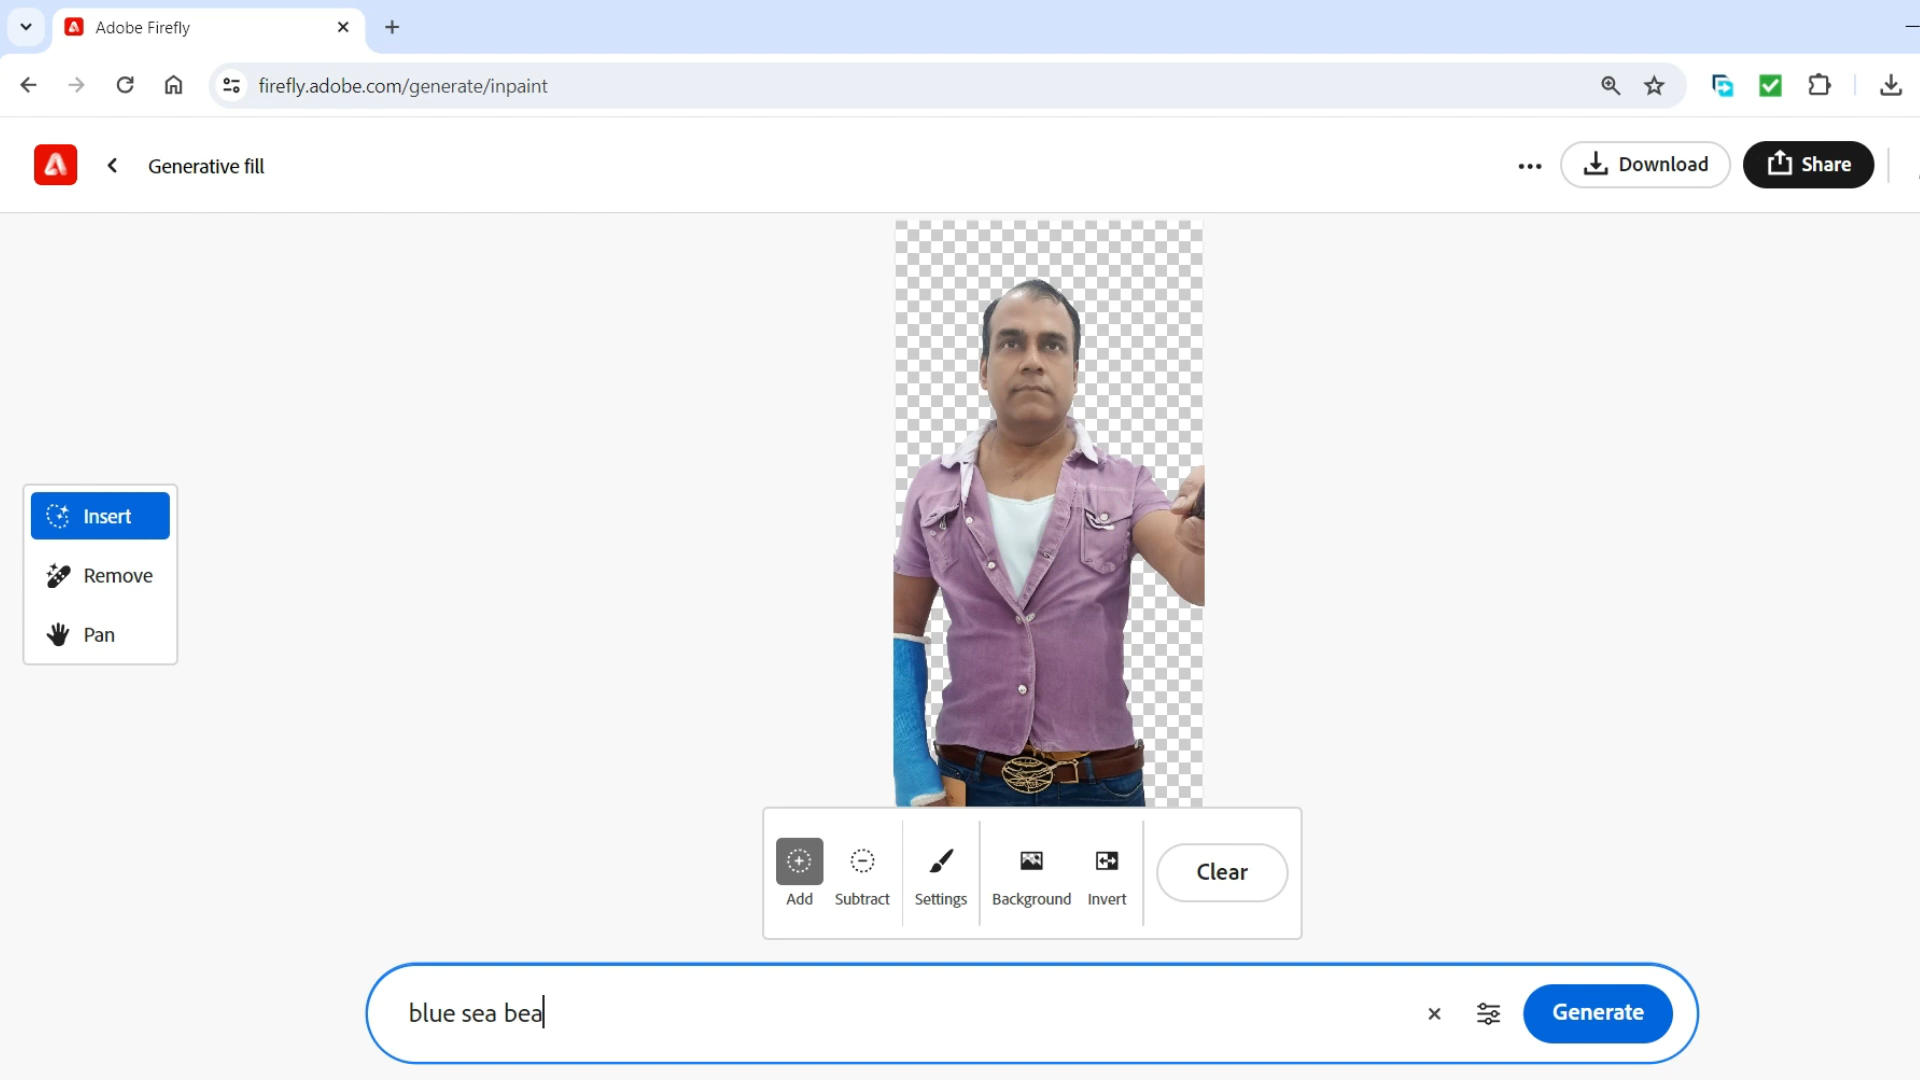 Adobe Firefly
firefly.adobe.com/generate/inpaint
Generative fill
Download
Share
Insert
Remove
Pan
Add
Subtract
Settings
Background
Invert
Clear
blue sea bea
Generate